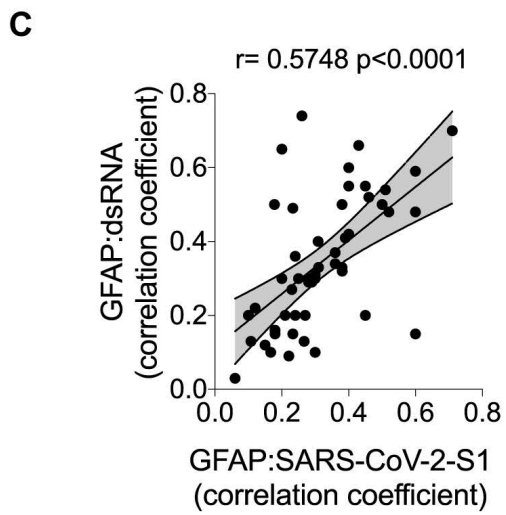 C
r= 0.5748 p<0.0001
GFAP:dsRNA
(correlation coefficient)
0.8
0.6
0.4
0.2
0.0
0.0 0.2 0.4 0.6 0.8
GFAP:SARS-CoV-2-S1
(correlation coefficient)